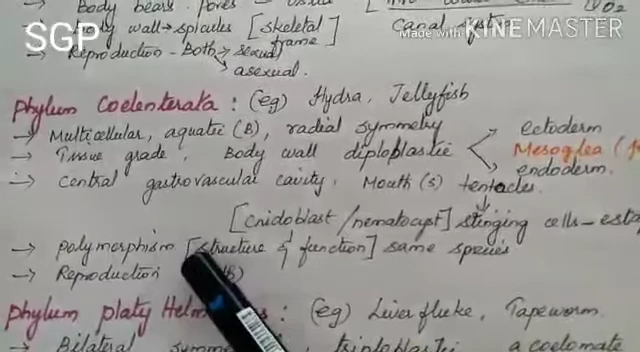 → Body bears Pores -
SGP
→ Body wall → spicules [skeletal frame
canal system
Made with KINEMASTER
→ Reproduction - Both → sexual
→ asexual.
O2
Phylum Coelenterata : (eg) Hydra, Jellyfish
→ Multicellular, aquatic (B), radial symmetry
→ Tissue grade, Body wall diploblastic
ectoderm
Mesoglea
endoderm.
→ Central gastrovascular cavity. Mouth (s) tentacles
[cnidoblast / nematocyst] stinging cells -
→ Polymorphism [structure & function] same species
→ Reproduction
Phylum Platy : (eg) Liver fluke, Tapeworm.
→ Bilateral triploblastic, acoelomate